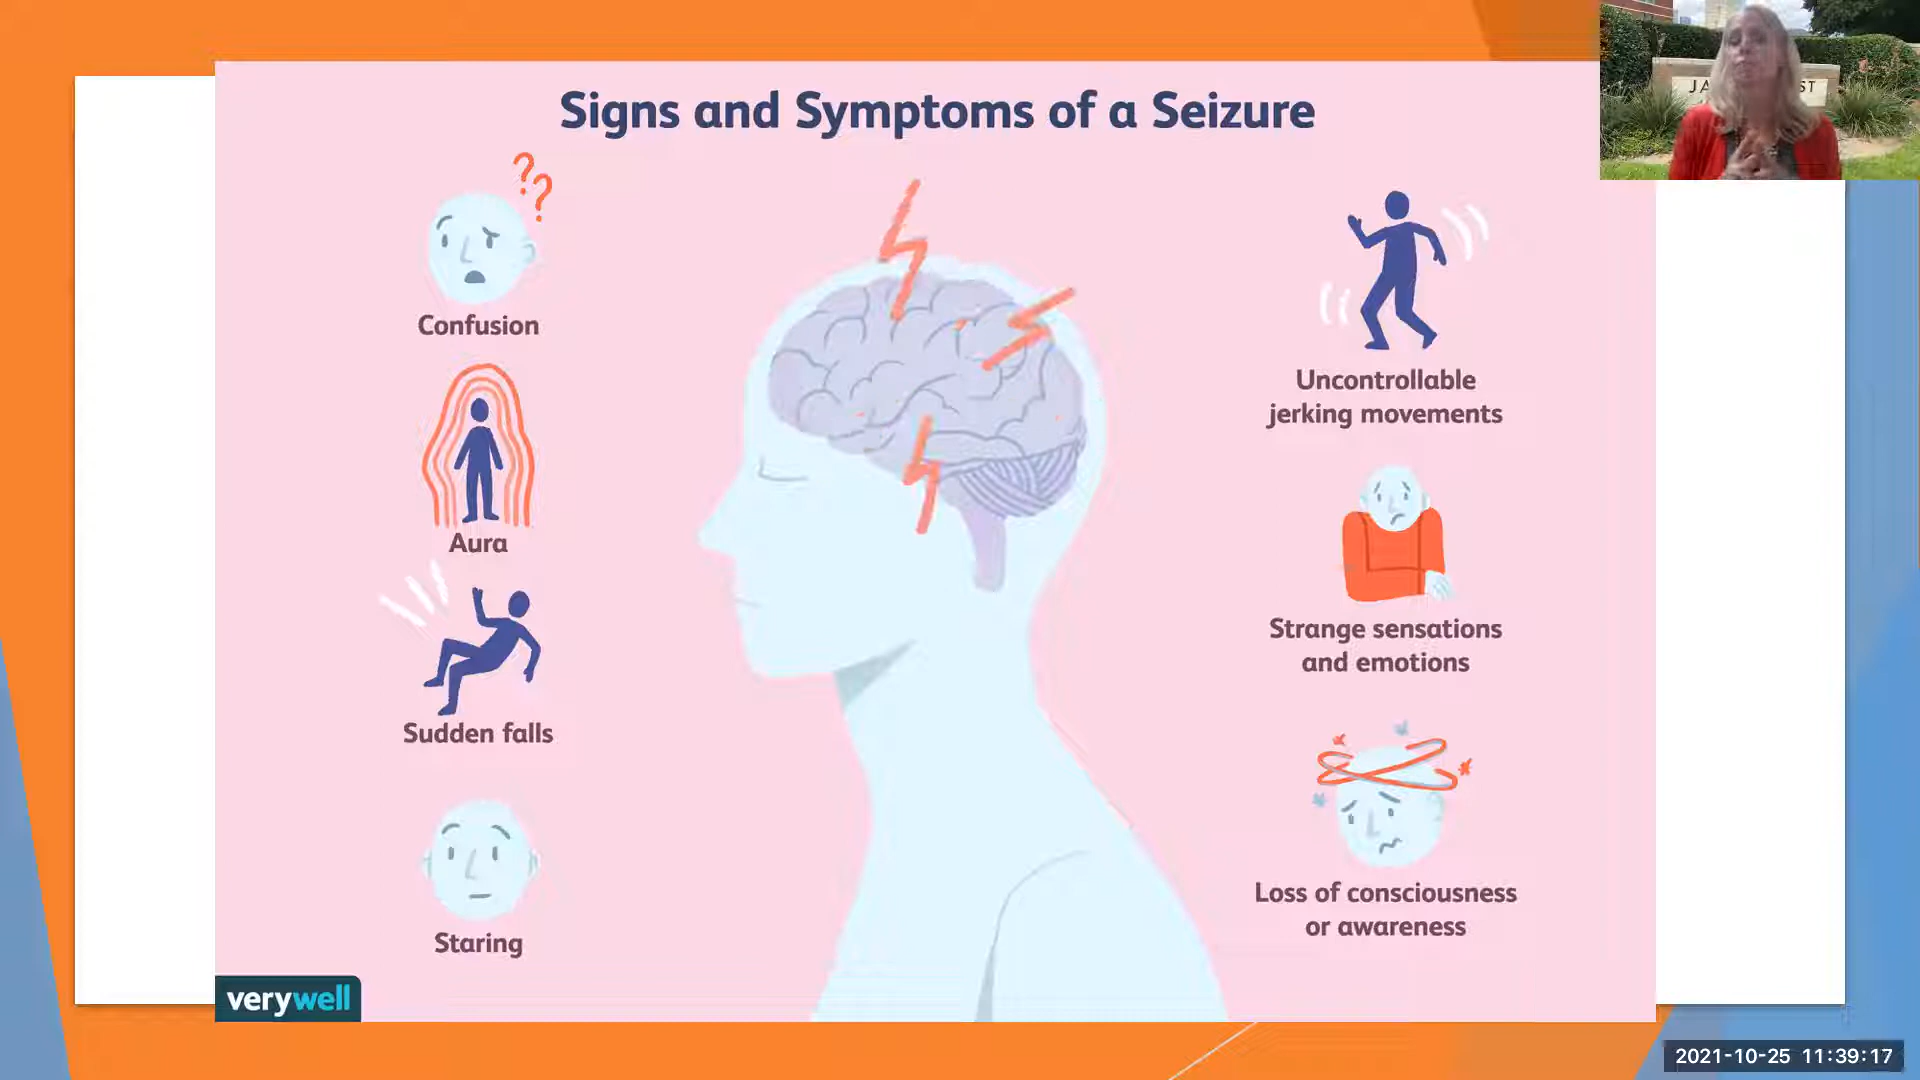 Signs and Symptoms of a Seizure
??
Confusion
Aura
Sudden falls
Staring
Uncontrollable
jerking movements
Strange sensations
and emotions
Loss of consciousness
or awareness
verywell
2021-10-25 11:39:17